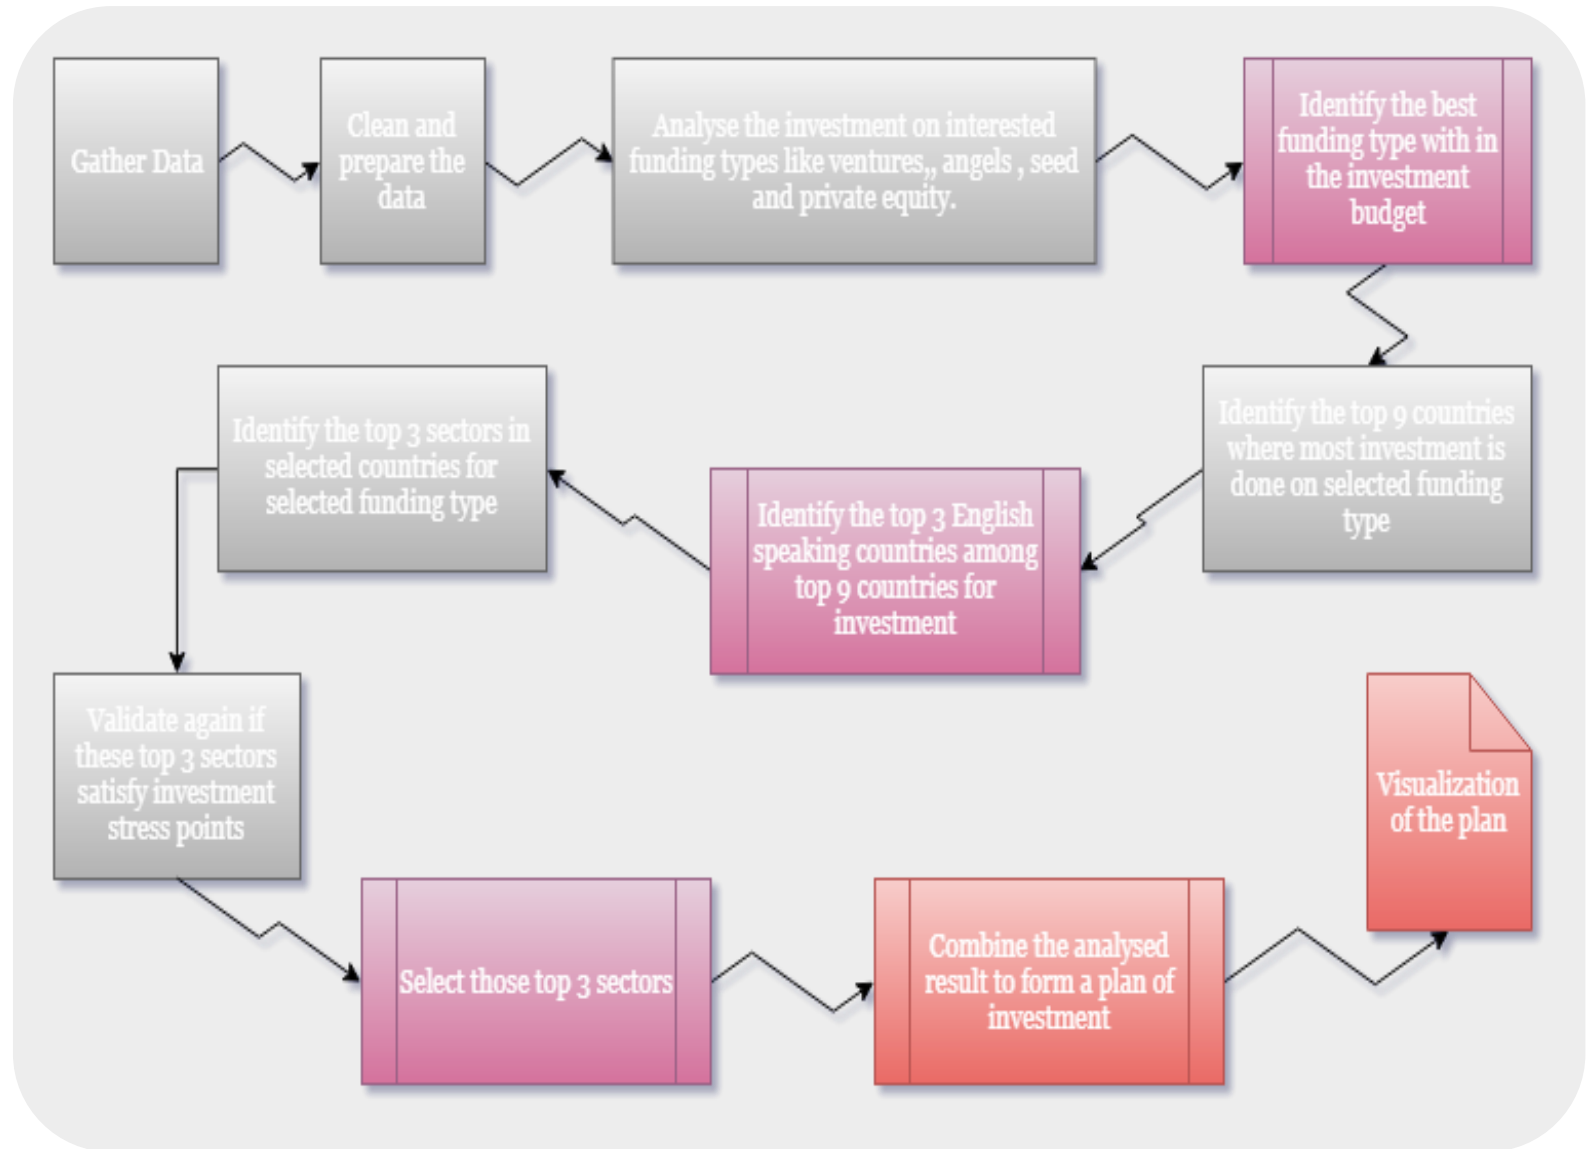 Gather Data
Clean and
prepare the
data
Analyse the investment on interested
funding types like ventures,, angels , seed
and private equity.
Identify the best
funding type with in
the investment
budget
Identify the top 9 countries
where most investment is
done on selected funding
type
Identify the top 3 English
speaking countries among
top 9 countries for
investment
Identify the top 3 sectors in
selected countries for
selected funding type
Validate again if
these top 3 sectors
satisfy investment
stress points
Select those top 3 sectors
Combine the analysed
result to form a plan of
investment
Visualization
of the plan